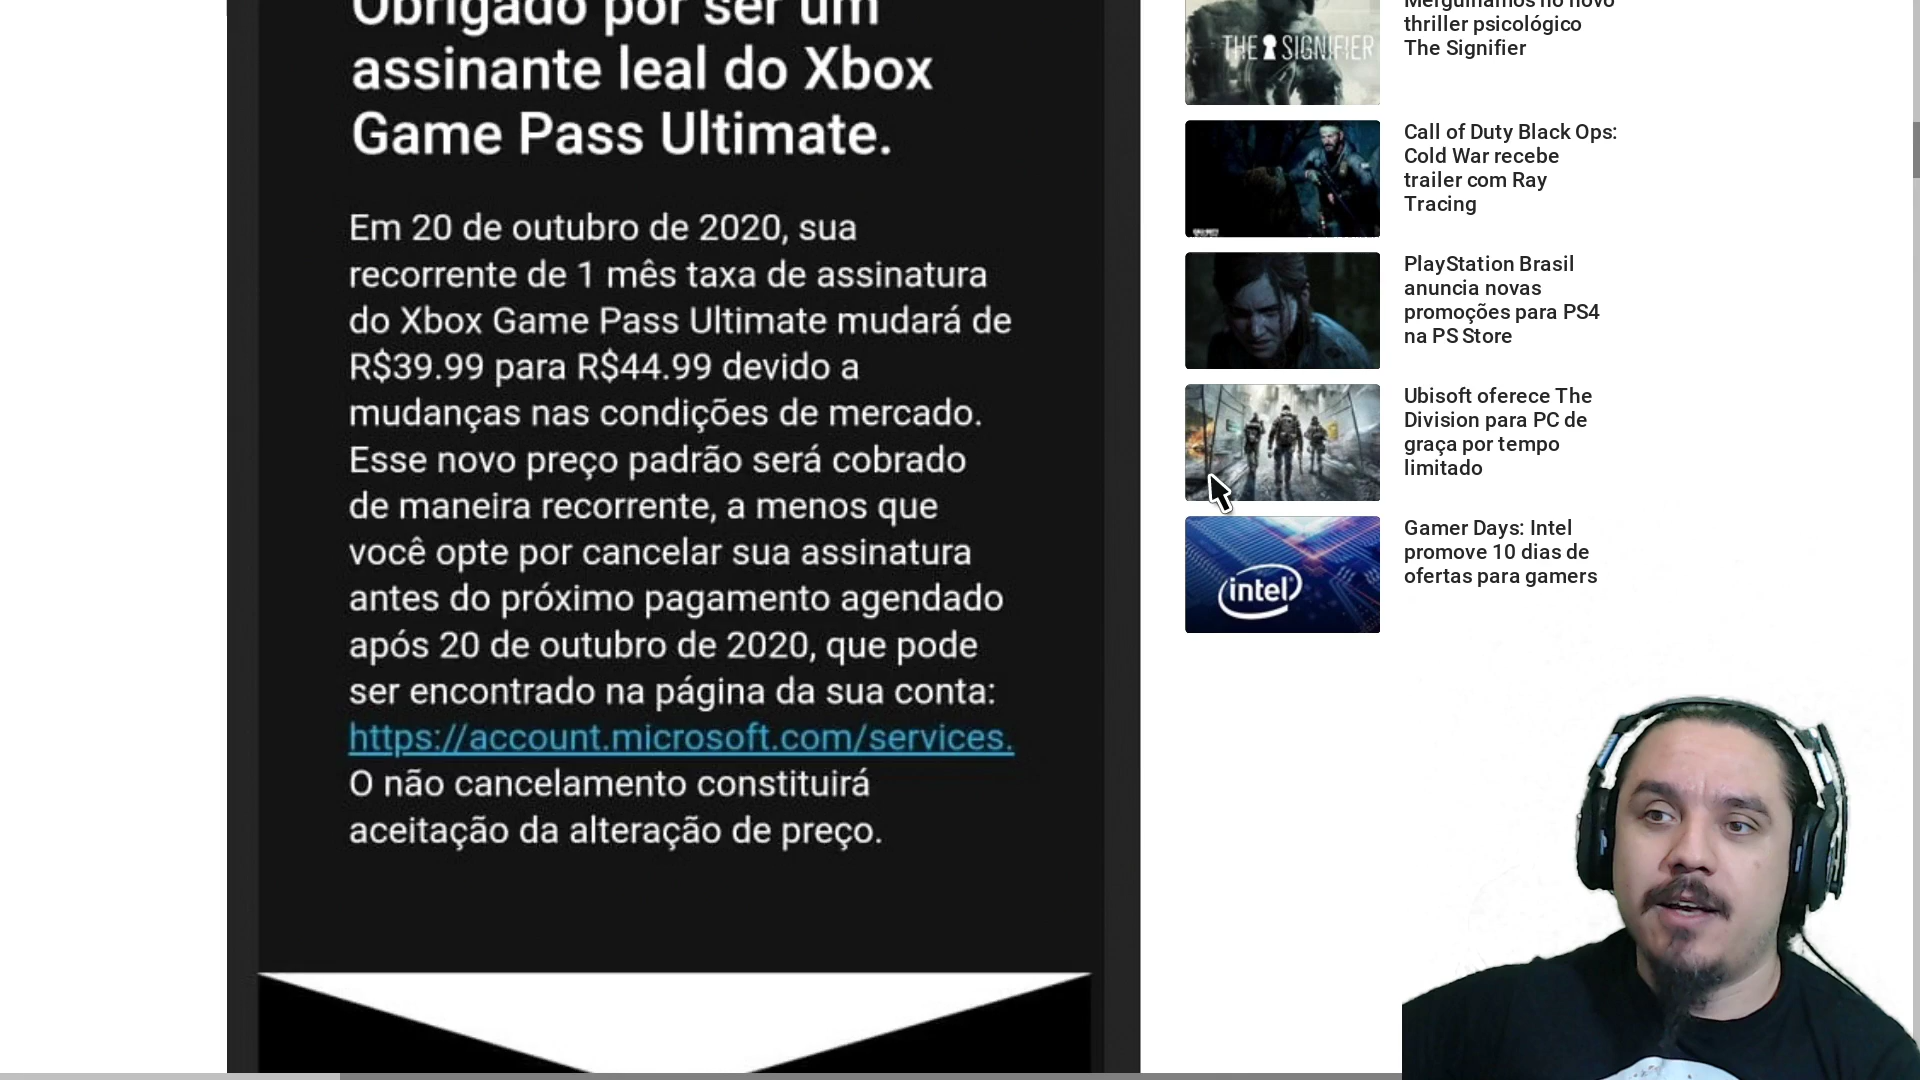 Obrigado por ser um
assinante leal do Xbox
Game Pass Ultimate.
Em 20 de outubro de 2020, sua
recorrente de 1 mês taxa de assinatura
do Xbox Game Pass Ultimate mudará de
R$39.99 para R$44.99 devido a
mudanças nas condições de mercado.
Esse novo preço padrão será cobrado
de maneira recorrente, a menos que
você opte por cancelar sua assinatura
antes do próximo pagamento agendado
após 20 de outubro de 2020, que pode
ser encontrado na página da sua conta:
https://account.microsoft.com/services.
O não cancelamento constituirá
aceitação da alteração de preço.
THE SIGNIFIER
Mergulhamos no novo
thriller psicológico
The Signifier
Call of Duty Black Ops:
Cold War recebe
trailer com Ray
Tracing
PlayStation Brasil
anuncia novas
promoções para PS4
na PS Store
Ubisoft oferece The
Division para PC de
graça por tempo
limitado
intel
Gamer Days: Intel
promove 10 dias de
ofertas para gamers